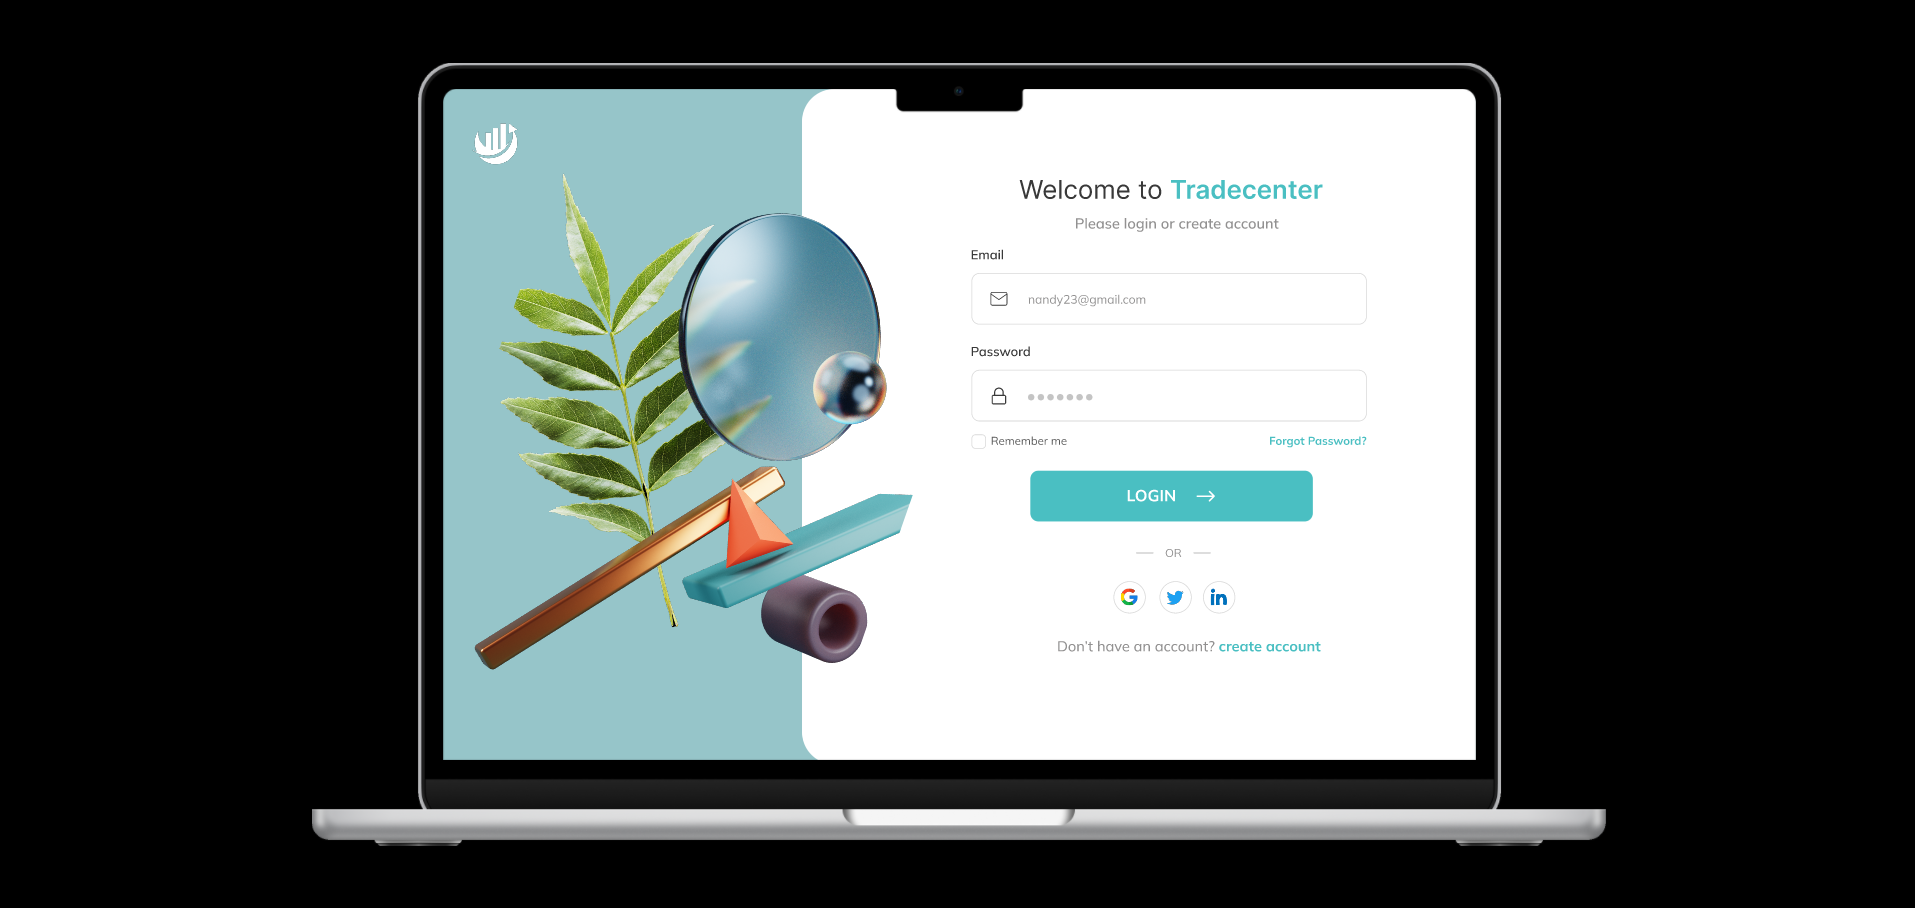 Welcome to Tradecenter
Please login or create account
Email
nandy23@gmail.com
Password
Remember me
Forgot Password?
LOGIN
OR
Don't have an account? create account